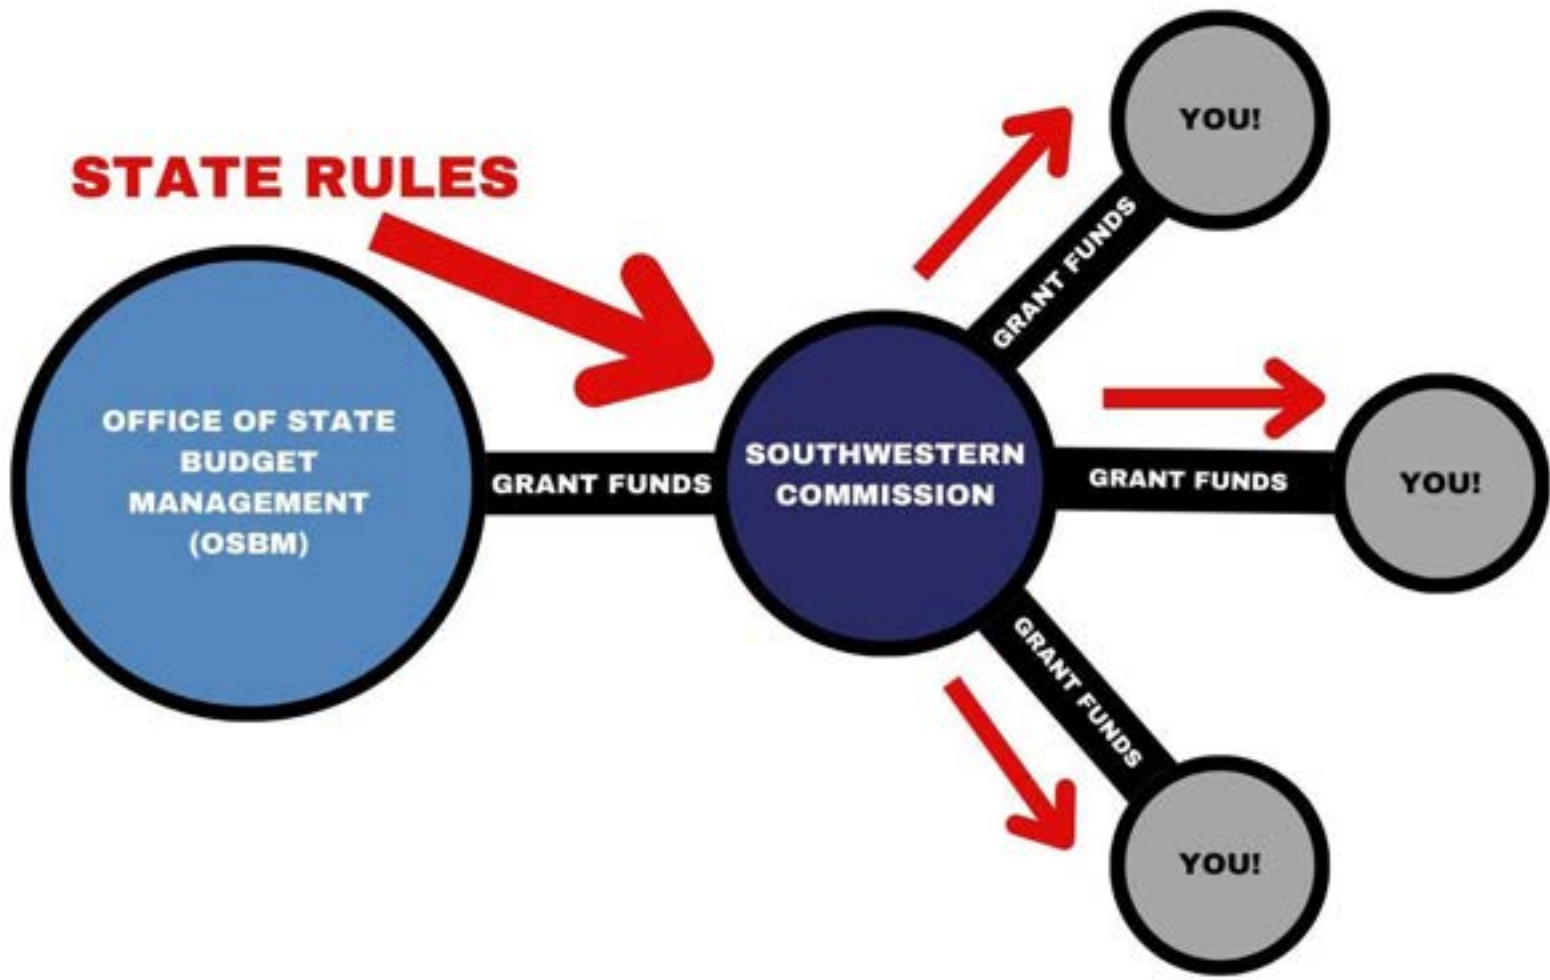 STATE RULES
OFFICE OF STATE
BUDGET
MANAGEMENT
(OSBM)
GRANT FUNDS
SOUTHWESTERN
COMMISSION
GRANT FUNDS
YOU!
GRANT FUNDS
YOU!
GRANT FUNDS
YOU!